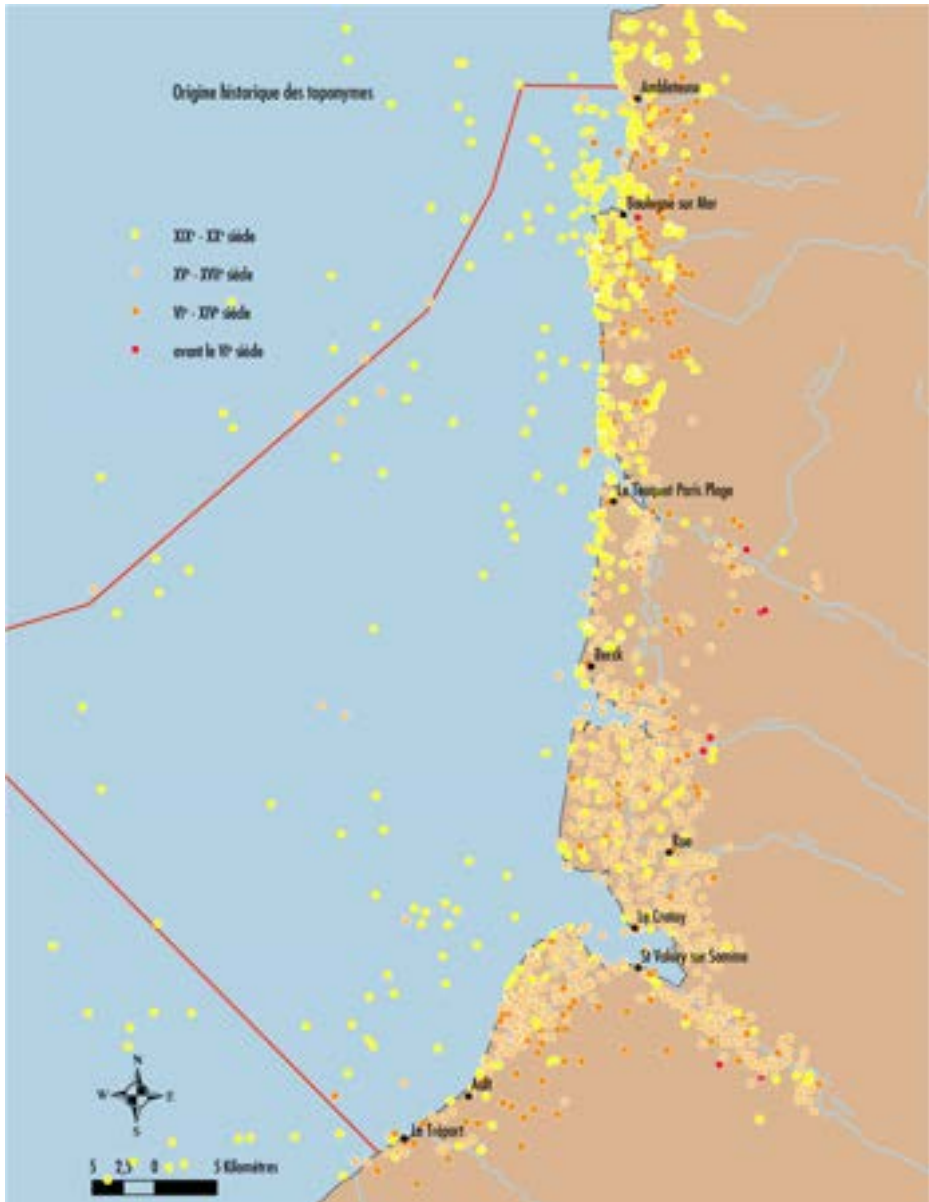 Origine historique des toponymes
XIXe - XXe siècle
XVe - XVIIe siècle
VIe - XIVe siècle
avant le VIe siècle
Ambleteuse
Boulogne sur Mer
Le Touquet Paris Plage
Berck
Rue
Le Crotoy
St Valéry sur Somme
Ault
Le Tréport
N
W
E
S
5 2,5 0 5 Kilomètres